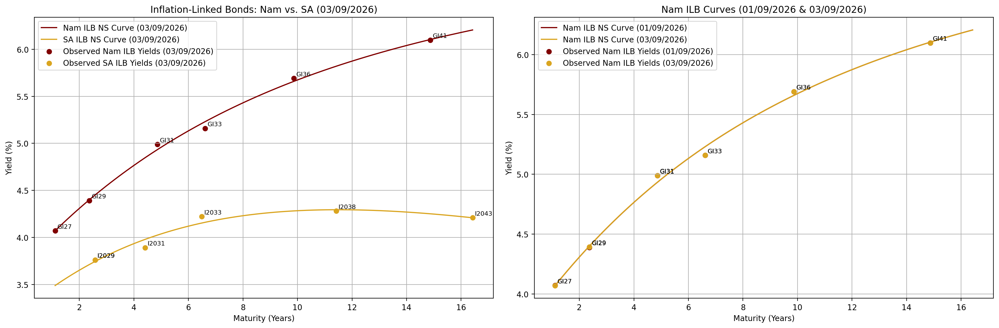 Inflation-Linked Bonds: Nam vs. SA (03/09/2026)
Nam ILB NS Curve (03/09/2026)
SA ILB NS Curve (03/09/2026)
Observed Nam ILB Yields (03/09/2026)
Observed SA ILB Yields (03/09/2026)
GI41
GI36
GI33
GI31
GI29
GI27
I2029
I2031
I2033
I2038
I2043
6.0
5.5
5.0
4.5
4.0
3.5
Yield (%)
2 4 6 8 10 12 14 16
Maturity (Years)
Nam ILB Curves (01/09/2026 & 03/09/2026)
Nam ILB NS Curve (01/09/2026)
Nam ILB NS Curve (03/09/2026)
Observed Nam ILB Yields (01/09/2026)
Observed Nam ILB Yields (03/09/2026)
GI41
GI36
GI33
GI31
GI29
GI27
6.0
5.5
5.0
4.5
4.0
Yield (%)
2 4 6 8 10 12 14 16
Maturity (Years)